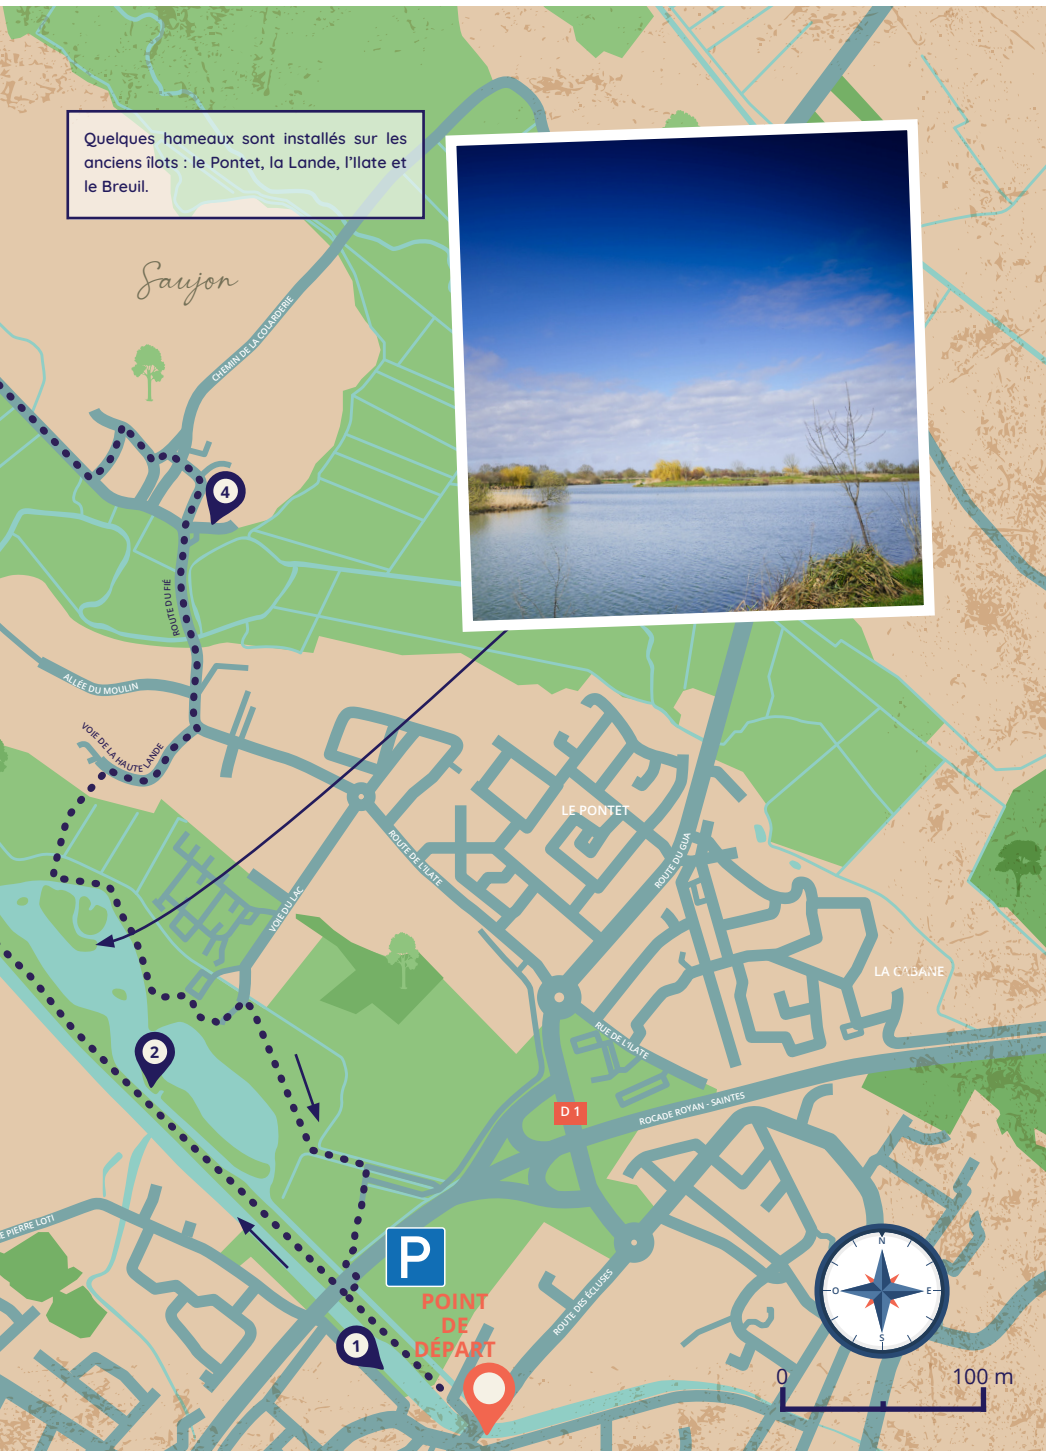 Quelques hameaux sont installés sur les
anciens îlots : le Pontet, la Lande, l'Ilate et
le Breuil.
Saujon
CHEMIN DE LA COLARDERIE
4
ROUTE DU FIÉ
ALLÉE DU MOULIN
VOIE DE LA HAUTE LANDE
LE PONTET
ROUTE DE L'ILATE
ROUTE DU GUA
VOIE DU LAC
LA CABANE
RUE DE L'ILATE
2
D 1
ROCADE ROYAN - SAINTES
E PIERRE LOTI
P
POINT
DE
DÉPART
ROUTE DES ÉCLUSES
1
N
O
E
S
0
100 m